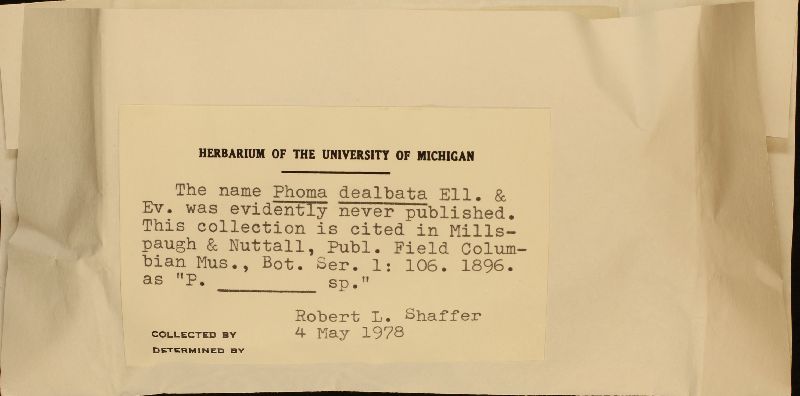 HERBARIUM OF THE UNIVERSITY OF MICHIGAN
The name Phoma dealbata Ell. &
Ev. was evidently never published.
This collection is cited in Mills-
paugh & Nuttall, Publ. Field Colum-
bian Mus., Bot. Ser. 1: 106. 1896.
as "P. __________ sp."
Robert L. Shaffer
COLLECTED BY 4 May 1978
DETERMINED BY